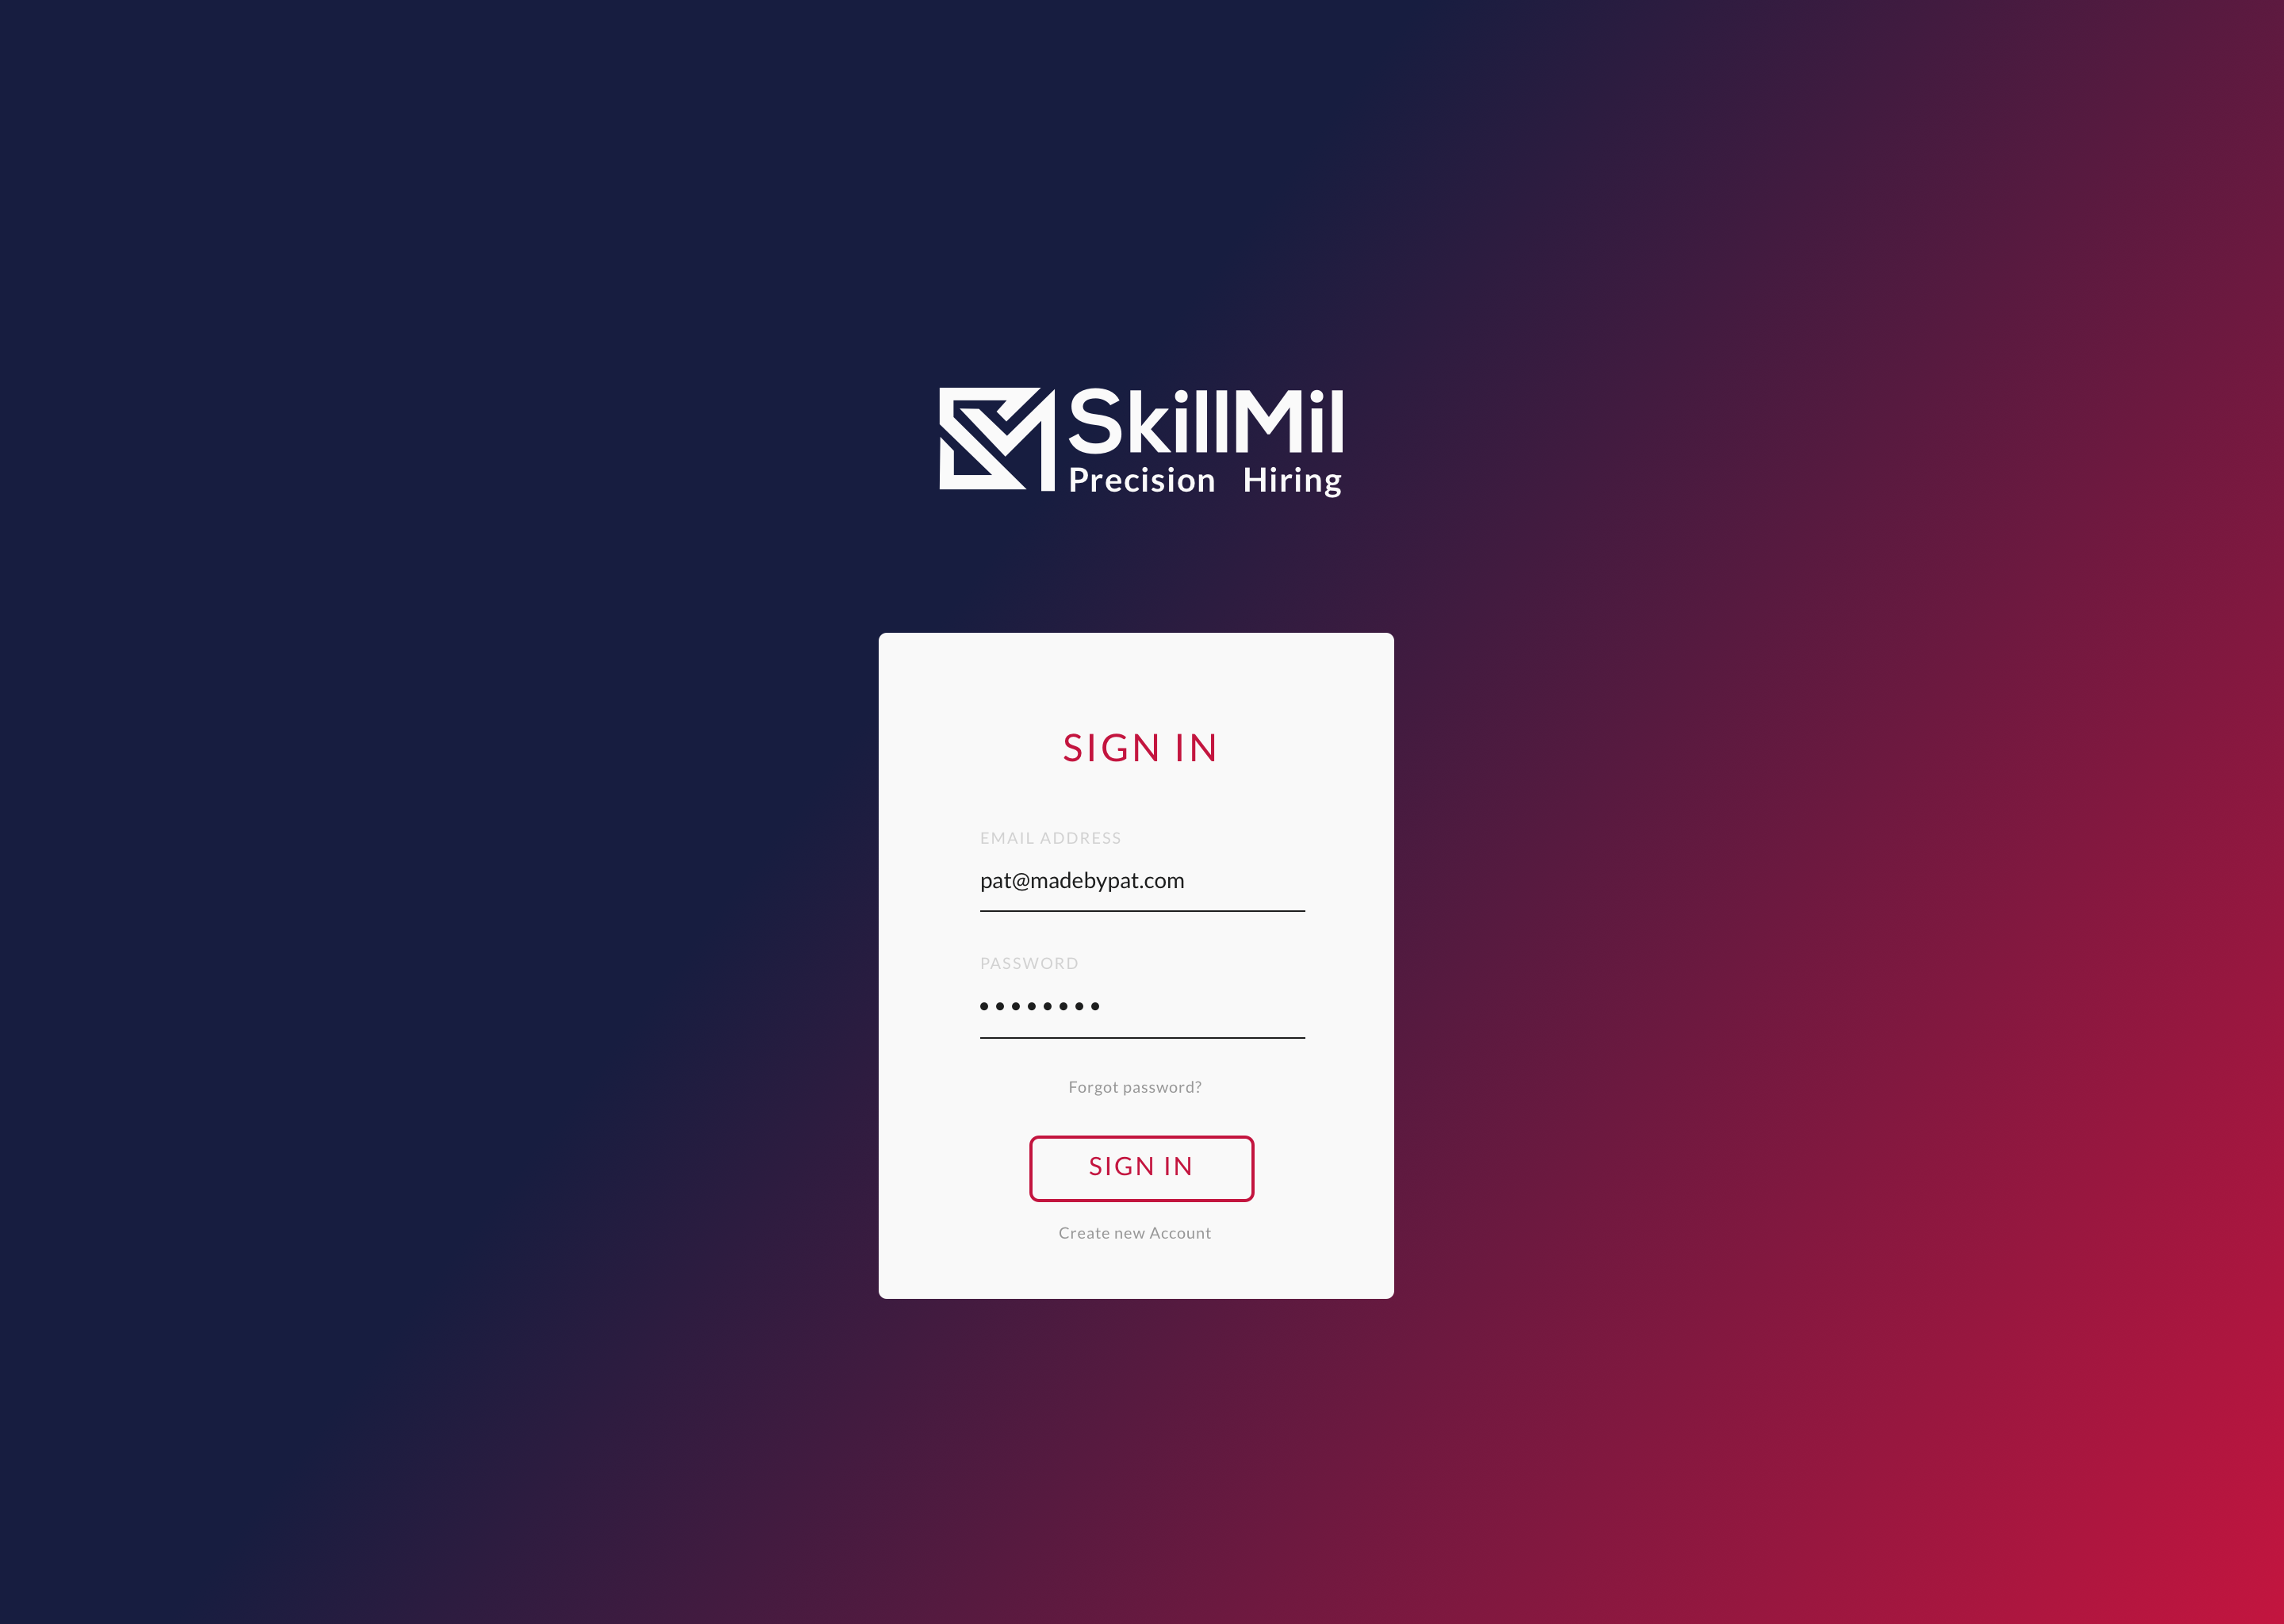 SkillMil
Precision Hiring
SIGN IN
EMAIL ADDRESS
pat@madebypat.com
PASSWORD
Forgot password?
SIGN IN
Create new Account